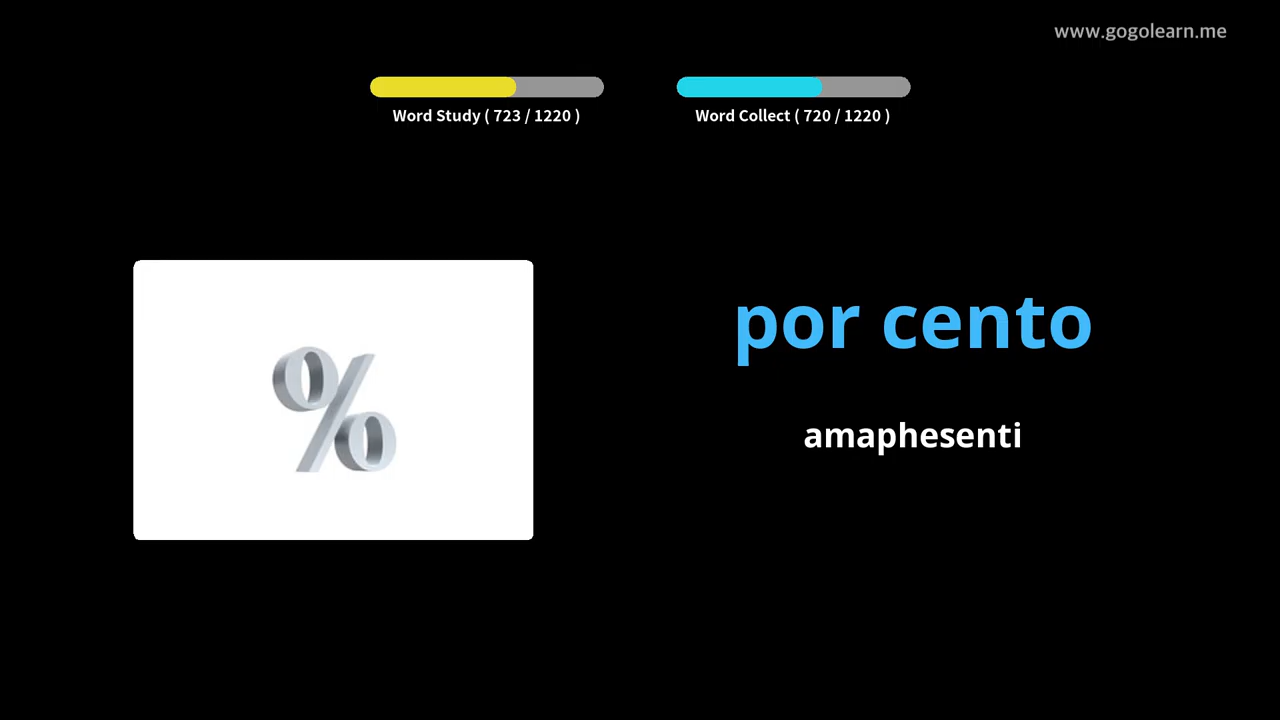 www.gogolearn.me
Word Study ( 723 / 1220 )
Word Collect ( 720 / 1220 )
%
por cento
amaphesenti